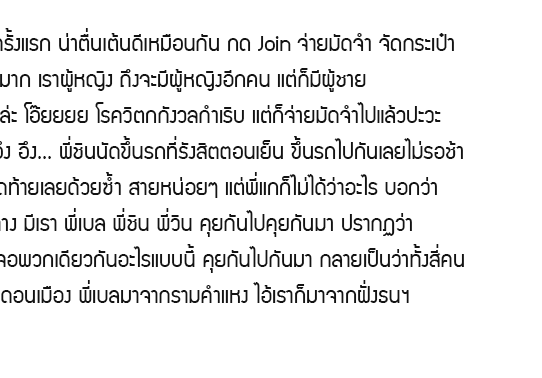 ครั้งแรก น่าตื่นเต้นดีเหมือนกัน กด Join จ่ายมัดจำ จัดกระเป๋า
มาก เราผู้หญิง ถึงจะมีผู้หญิงอีกคน แต่ก็มีผู้ชาย
ล่ะ โอ๊ยยยย โรควิตกกังวลกำเริบ แต่ก็จ่ายมัดจำไปแล้วปะวะ
อึง... พี่ชินนัดขึ้นรถที่รังสิตตอนเย็น ขึ้นรถไปกันเลยไม่รอช้า
ท้ายเลยด้วยซ้ำ สายหน่อยๆ แต่พี่แกก็ไม่ได้ว่าอะไร บอกว่า
มีเรา พี่เบล พี่ชิน พี่วิน คุยกันไปคุยกันมา ปรากฏว่า
จอพวกเดียวกันอะไรแบบนี้ คุยกันไปกันมา กลายเป็นว่าทั้งสี่คน
ดอนเมือง พี่เบลมาจากรามคำแหง ไอ้เราก็มาจากฝั่งธนฯ